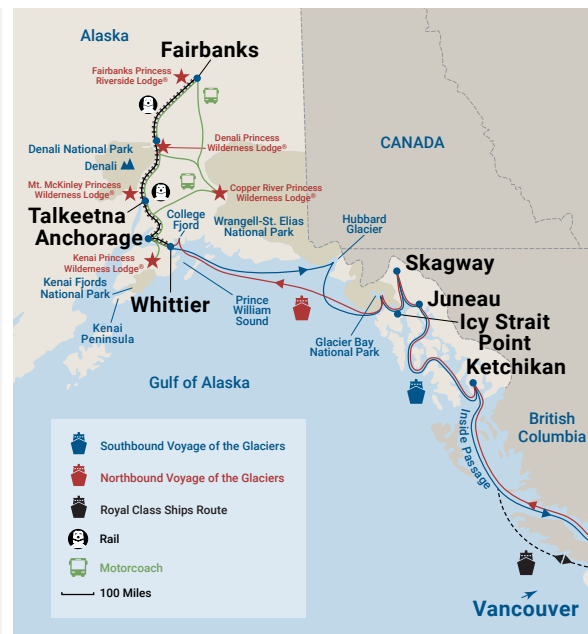 Alaska
Fairbanks
Fairbanks Princess
Riverside Lodge®
CANADA
Denali National Park
Denali
Denali Princess
Wilderness Lodge®
Mt. McKinley Princess
Wilderness Lodge®
Copper River Princess
Wilderness Lodge®
Talkeetna
Anchorage
College
Fjord
Wrangell-St. Elias
National Park
Hubbard
Glacier
Kenai Princess
Wilderness Lodge®
Kenai Fjords
National Park
Whittier
Prince
William
Sound
Kenai
Peninsula
Skagway
Juneau
Icy Strait
Point
Glacier Bay
National Park
Ketchikan
Gulf of Alaska
Inside Passage
British
Columbia
Southbound Voyage of the Glaciers
Northbound Voyage of the Glaciers
Royal Class Ships Route
Rail
Motorcoach
100 Miles
Vancouver